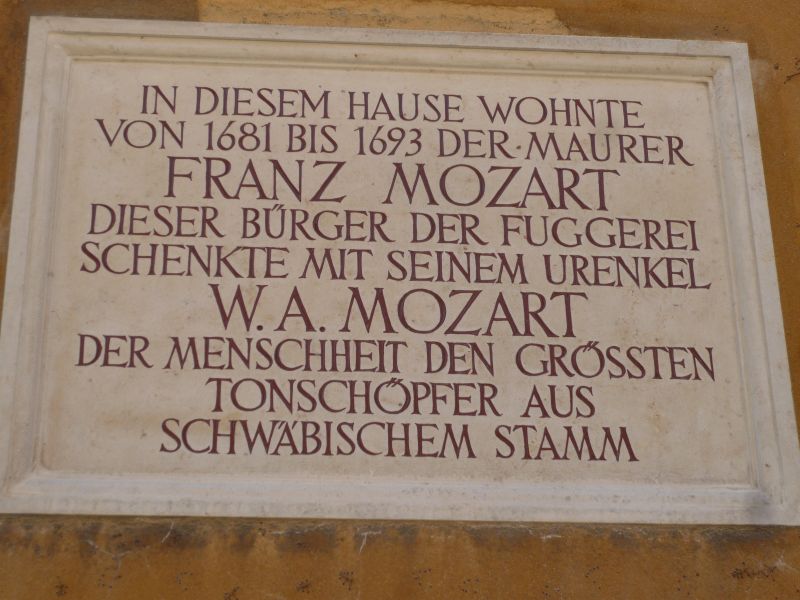 IN DIESEM HAUSE WOHNTE
VON 1681 BIS 1693 DER·MAURER
FRANZ MOZART
DIESER BÜRGER DER FUGGEREI
SCHENKTE MIT SEINEM URENKEL
W. A. MOZART
DER MENSCHHEIT DEN GRÖSSTEN
TONSCHÖPFER AUS
SCHWÄBISCHEM STAMM